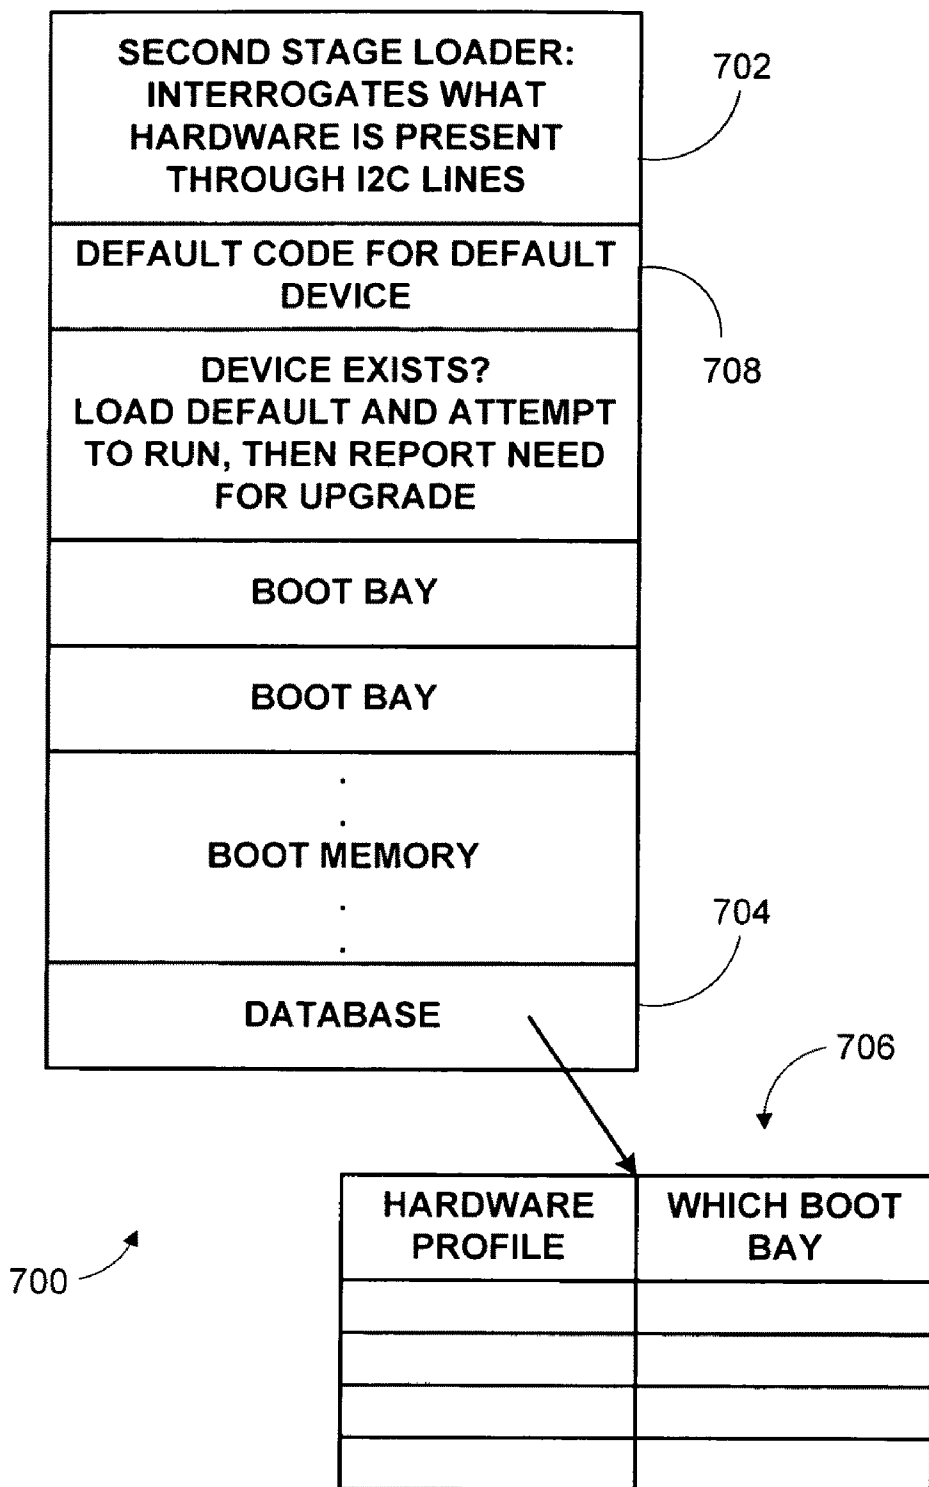 SECOND STAGE LOADER:
INTERROGATES WHAT
HARDWARE IS PRESENT
THROUGH I2C LINES
702
DEFAULT CODE FOR DEFAULT
DEVICE
708
DEVICE EXISTS?
LOAD DEFAULT AND ATTEMPT
TO RUN, THEN REPORT NEED
FOR UPGRADE
BOOT BAY
BOOT BAY
.
.
BOOT MEMORY
.
.
704
DATABASE
706
HARDWARE
PROFILE
WHICH BOOT
BAY
700